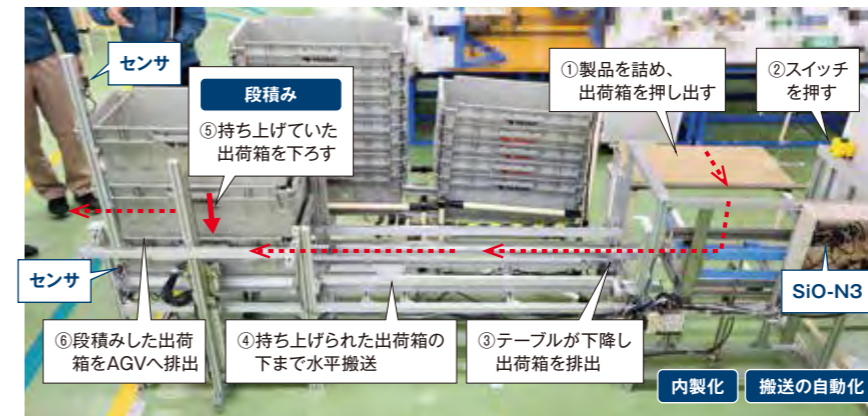 センサ
段積み
⑤持ち上げていた
出荷箱を下ろす
①製品を詰め、
出荷箱を押し出す
②スイッチ
を押す
センサ
SiO-N3
⑥段積みした出荷
箱をAGVへ排出
④持ち上げられた出荷箱の
下まで水平搬送
③テーブルが下降し
出荷箱を排出
内製化
搬送の自動化